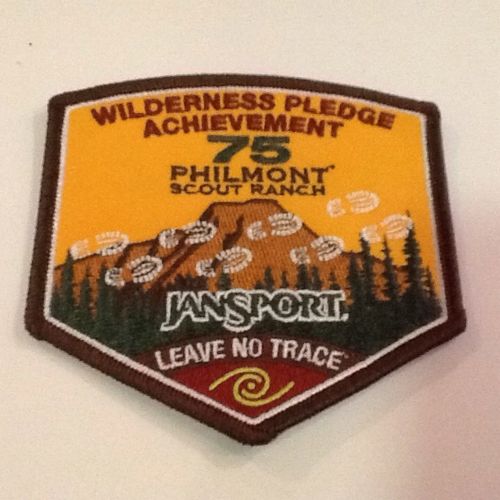 WILDERNESS PLEDGE
ACHIEVEMENT
75
PHILMONT
SCOUT RANCH
JANSPORT.
LEAVE NO TRACE